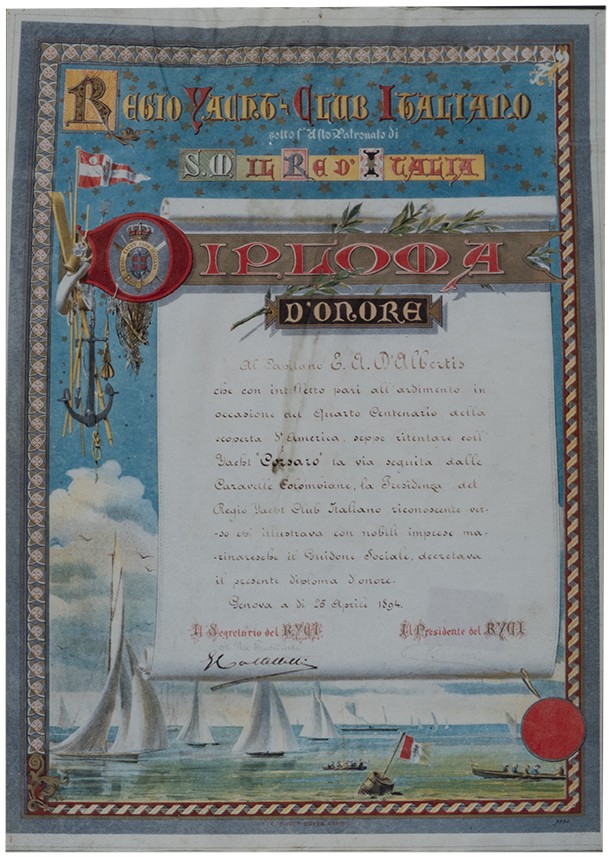 REGIO YACHT-CLUB ITALIANO
sotto l'Alto Patronato di
S.M. IL RE D'ITALIA
DIPLOMA
D'ONORE
Al Capitano E. A. D'Albertis
che con intelletto pari all'ardimento in
occasione del Quarto Centenario della
scoperta d'America, seppe ritentare coll'
Yacht "Corsaro" la via seguita dalle
Caravelle Colombiane, la Presidenza del
Regio Yacht Club Italiano riconoscente ver-
so chi illustrava con nobili imprese ma-
rinaresche il Guidone Sociale, decretava
il presente diploma d'onore.
Genova a dì 25 Aprile 1894.
Il Segretario del RYCI
Il Presidente del RYCI